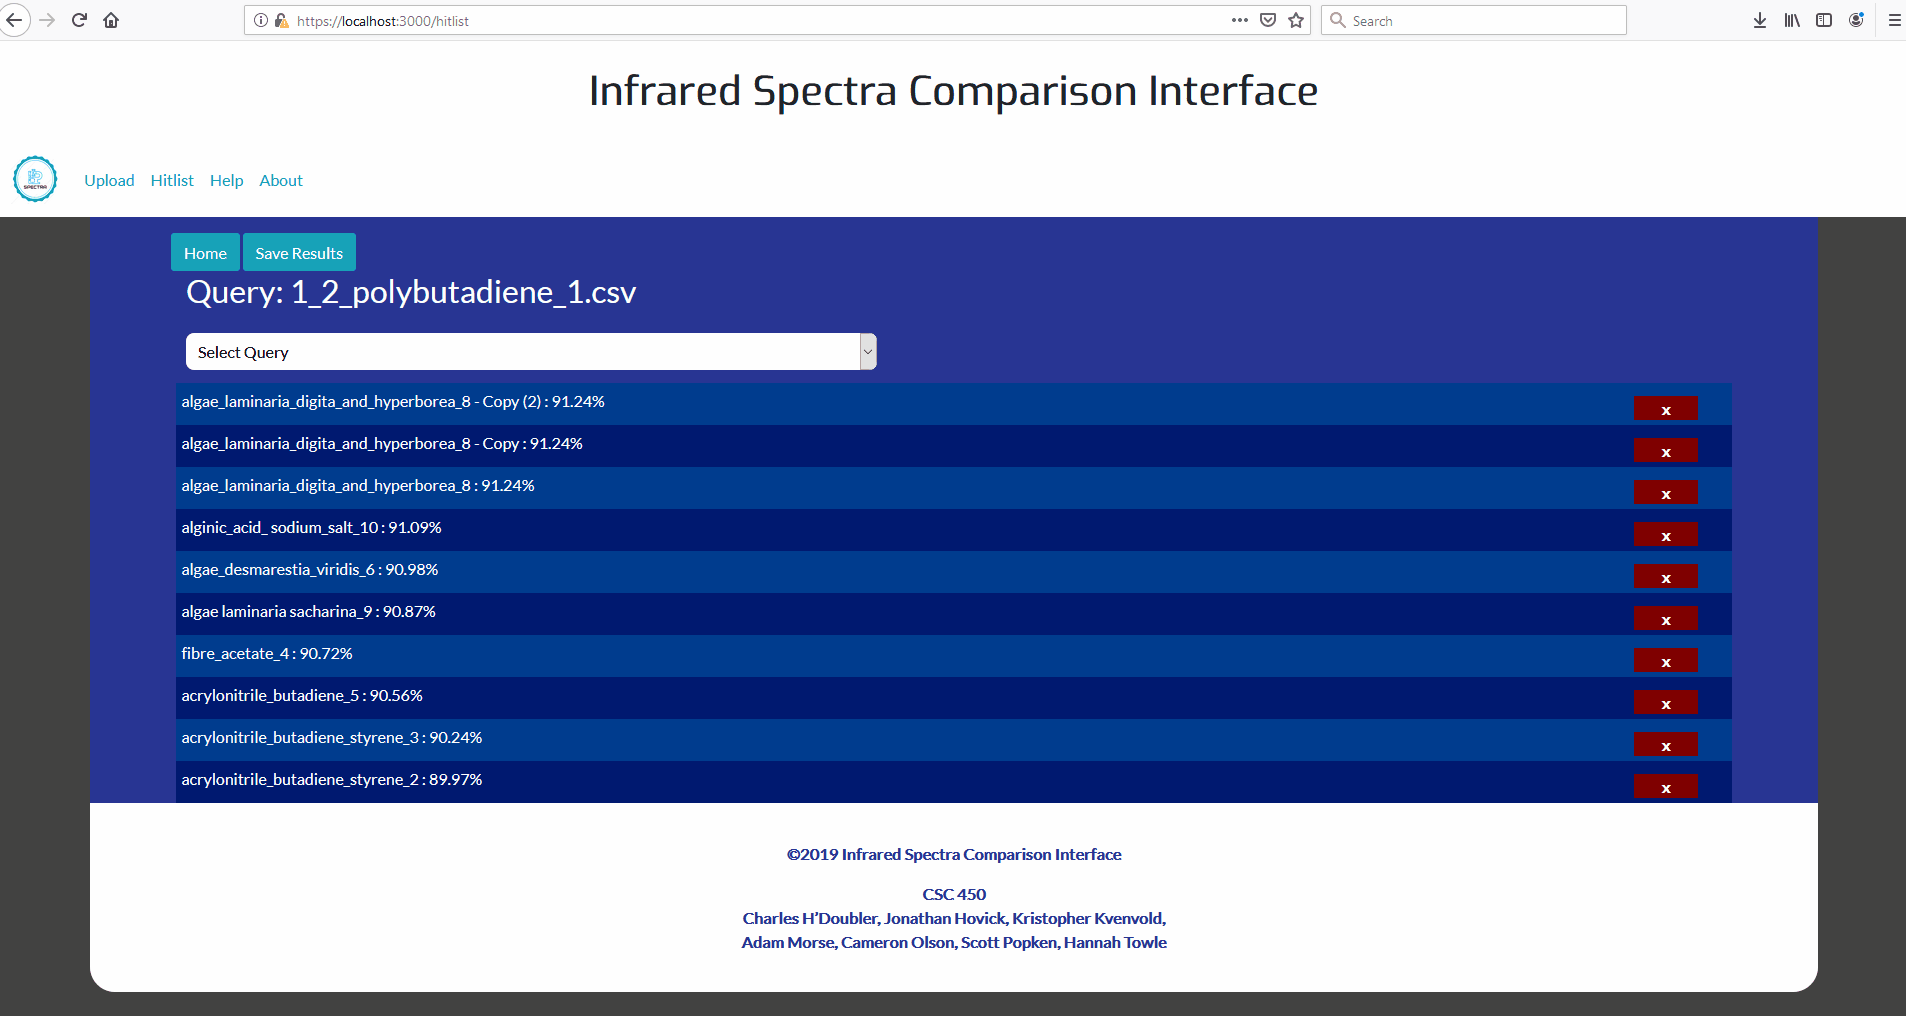 https://localhost:3000/hitlist
Search
Infrared Spectra Comparison Interface
SPECTRA
Upload Hitlist Help About
Home Save Results
Query: 1_2_polybutadiene_1.csv
Select Query
algae_laminaria_digita_and_hyperborea_8 - Copy (2) : 91.24% x
algae_laminaria_digita_and_hyperborea_8 - Copy : 91.24% x
algae_laminaria_digita_and_hyperborea_8 : 91.24% x
alginic_acid_ sodium_salt_10 : 91.09% x
algae_desmarestia_viridis_6 : 90.98% x
algae laminaria sacharina_9 : 90.87% x
fibre_acetate_4 : 90.72% x
acrylonitrile_butadiene_5 : 90.56% x
acrylonitrile_butadiene_styrene_3 : 90.24% x
acrylonitrile_butadiene_styrene_2 : 89.97% x
©2019 Infrared Spectra Comparison Interface
CSC 450
Charles H’Doubler, Jonathan Hovick, Kristopher Kvenvold,
Adam Morse, Cameron Olson, Scott Popken, Hannah Towle